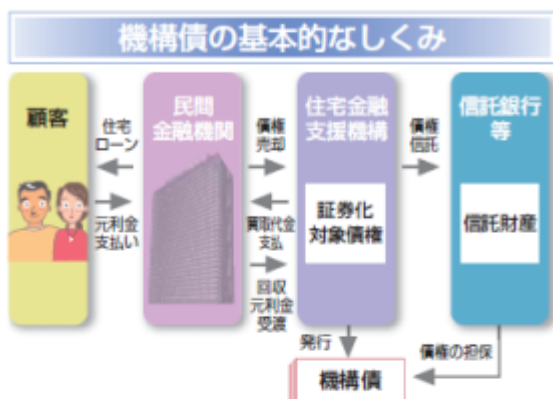 機構債の基本的なしくみ
顧客
住宅
ローン
元利金
支払い
民間
金融機関
債権
売却
買取代金
支払
回収
元利金
受渡
住宅金融
支援機構
証券化
対象債権
債権
信託
信託銀行
等
信託財産
発行
機構債
債権の担保